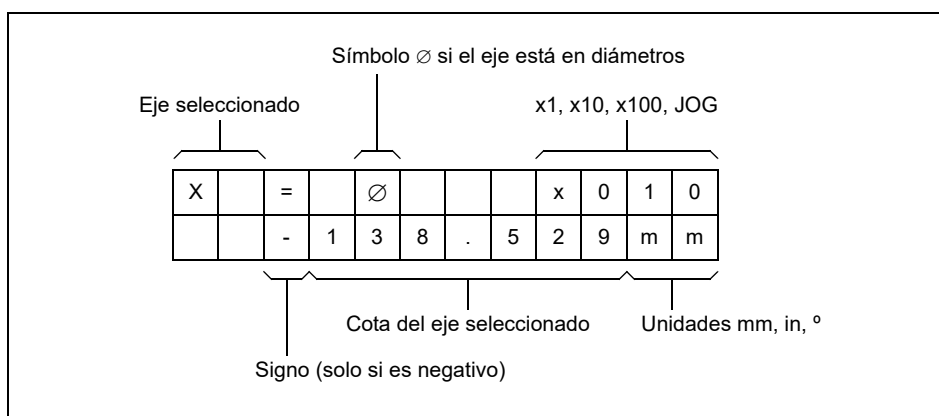 Símbolo ∅ si el eje está en diámetros
Eje seleccionado x1, x10, x100, JOG
X = ∅ x 0 1 0
- 1 3 8 . 5 2 9 m m
Cota del eje seleccionado Unidades mm, in, º
Signo (solo si es negativo)